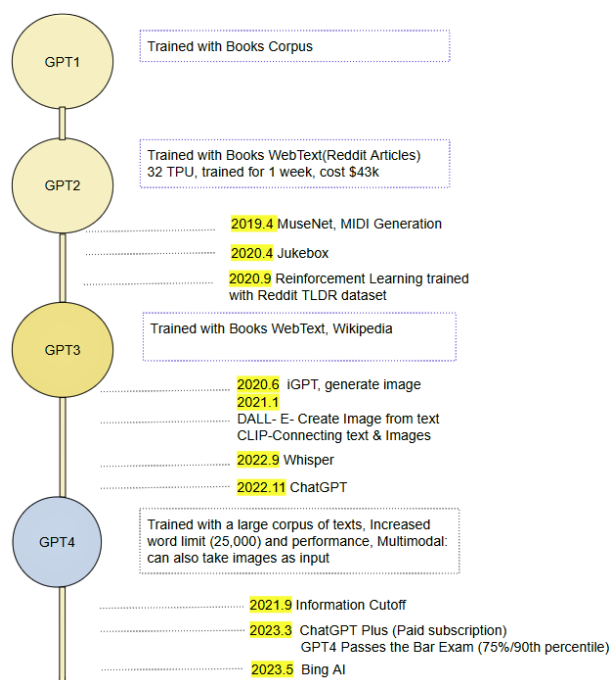 GPT1
Trained with Books Corpus
GPT2
Trained with Books WebText(Reddit Articles)
32 TPU, trained for 1 week, cost $43k
2019.4 MuseNet, MIDI Generation
2020.4 Jukebox
2020.9 Reinforcement Learning trained
with Reddit TLDR dataset
GPT3
Trained with Books WebText, Wikipedia
2020.6 iGPT, generate image
2021.1
DALL- E- Create Image from text
CLIP-Connecting text & Images
2022.9 Whisper
2022.11 ChatGPT
GPT4
Trained with a large corpus of texts, Increased
word limit (25,000) and performance, Multimodal:
can also take images as input
2021.9 Information Cutoff
2023.3 ChatGPT Plus (Paid subscription)
GPT4 Passes the Bar Exam (75%/90th percentile)
2023.5 Bing AI